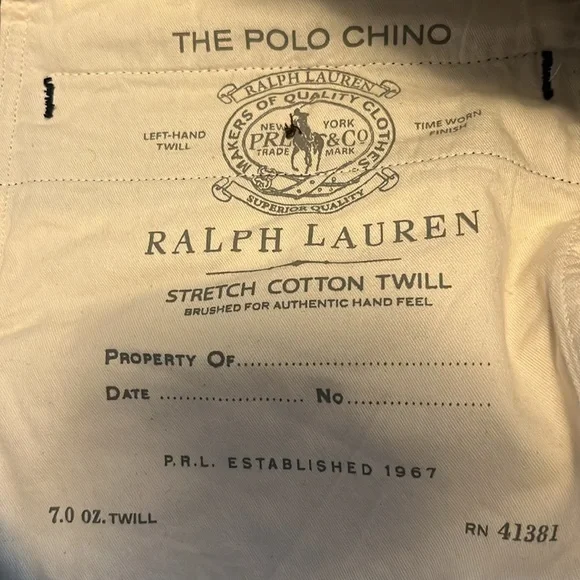 THE POLO CHINO
RALPH LAUREN
MAKERS OF QUALITY CLOTHES
LEFT-HAND TWILL
NEW YORK
PRL & Cº
TRADE MARK
TIME WORN FINISH
SUPERIOR QUALITY
RALPH LAUREN
STRETCH COTTON TWILL
BRUSHED FOR AUTHENTIC HAND FEEL
PROPERTY OF........................................
DATE ...................... No.......................
P.R.L. ESTABLISHED 1967
7.0 OZ. TWILL
RN 41381